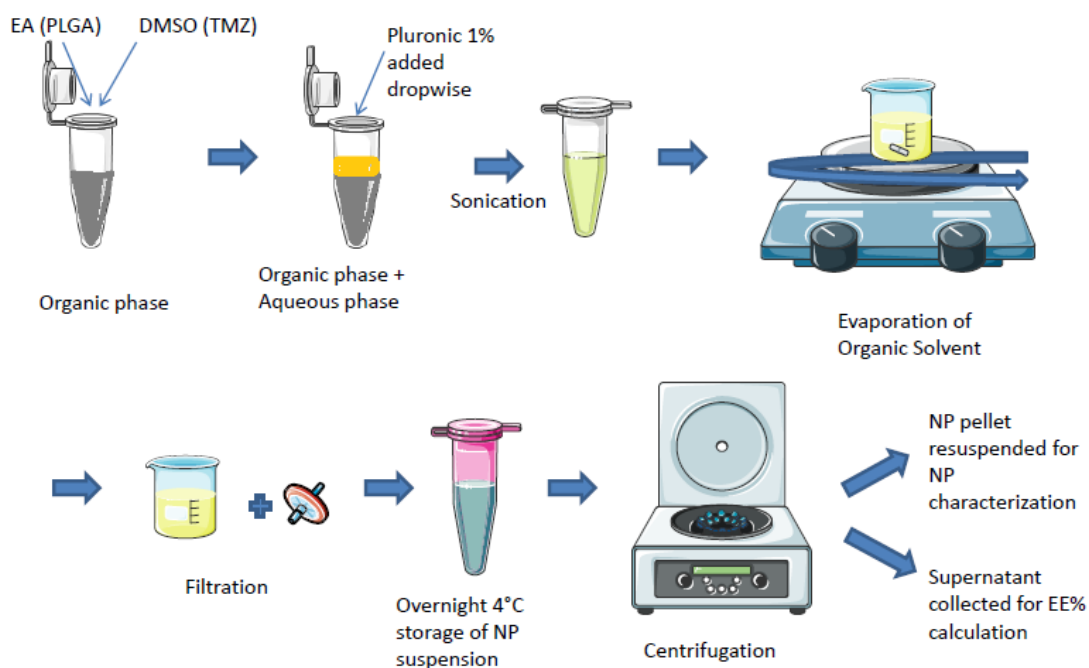 EA (PLGA)
DMSO (TMZ)
Pluronic 1%
added
dropwise
Sonication
Organic phase
Organic phase +
Aqueous phase
Evaporation of
Organic Solvent
Filtration
Overnight 4°C
storage of NP
suspension
Centrifugation
NP pellet
resuspended for
NP
characterization
Supernatant
collected for EE%
calculation